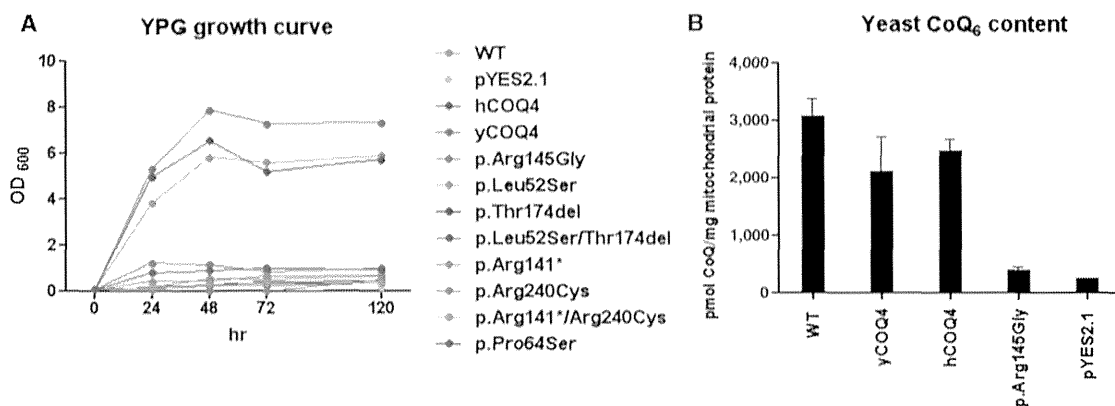 A
YPG growth curve
OD 600
10
8
6
4
2
0
0 24 48 72 120
hr
WT
pYES2.1
hCOQ4
yCOQ4
p.Arg145Gly
p.Leu52Ser
p.Thr174del
p.Leu52Ser/Thr174del
p.Arg141*
p.Arg240Cys
p.Arg141*/Arg240Cys
p.Pro64Ser
B
Yeast CoQ6 content
pmol CoQ/mg mitochondrial protein
4,000
3,000
2,000
1,000
0
WT
yCOQ4
hCOQ4
p.Arg145Gly
pYES2.1